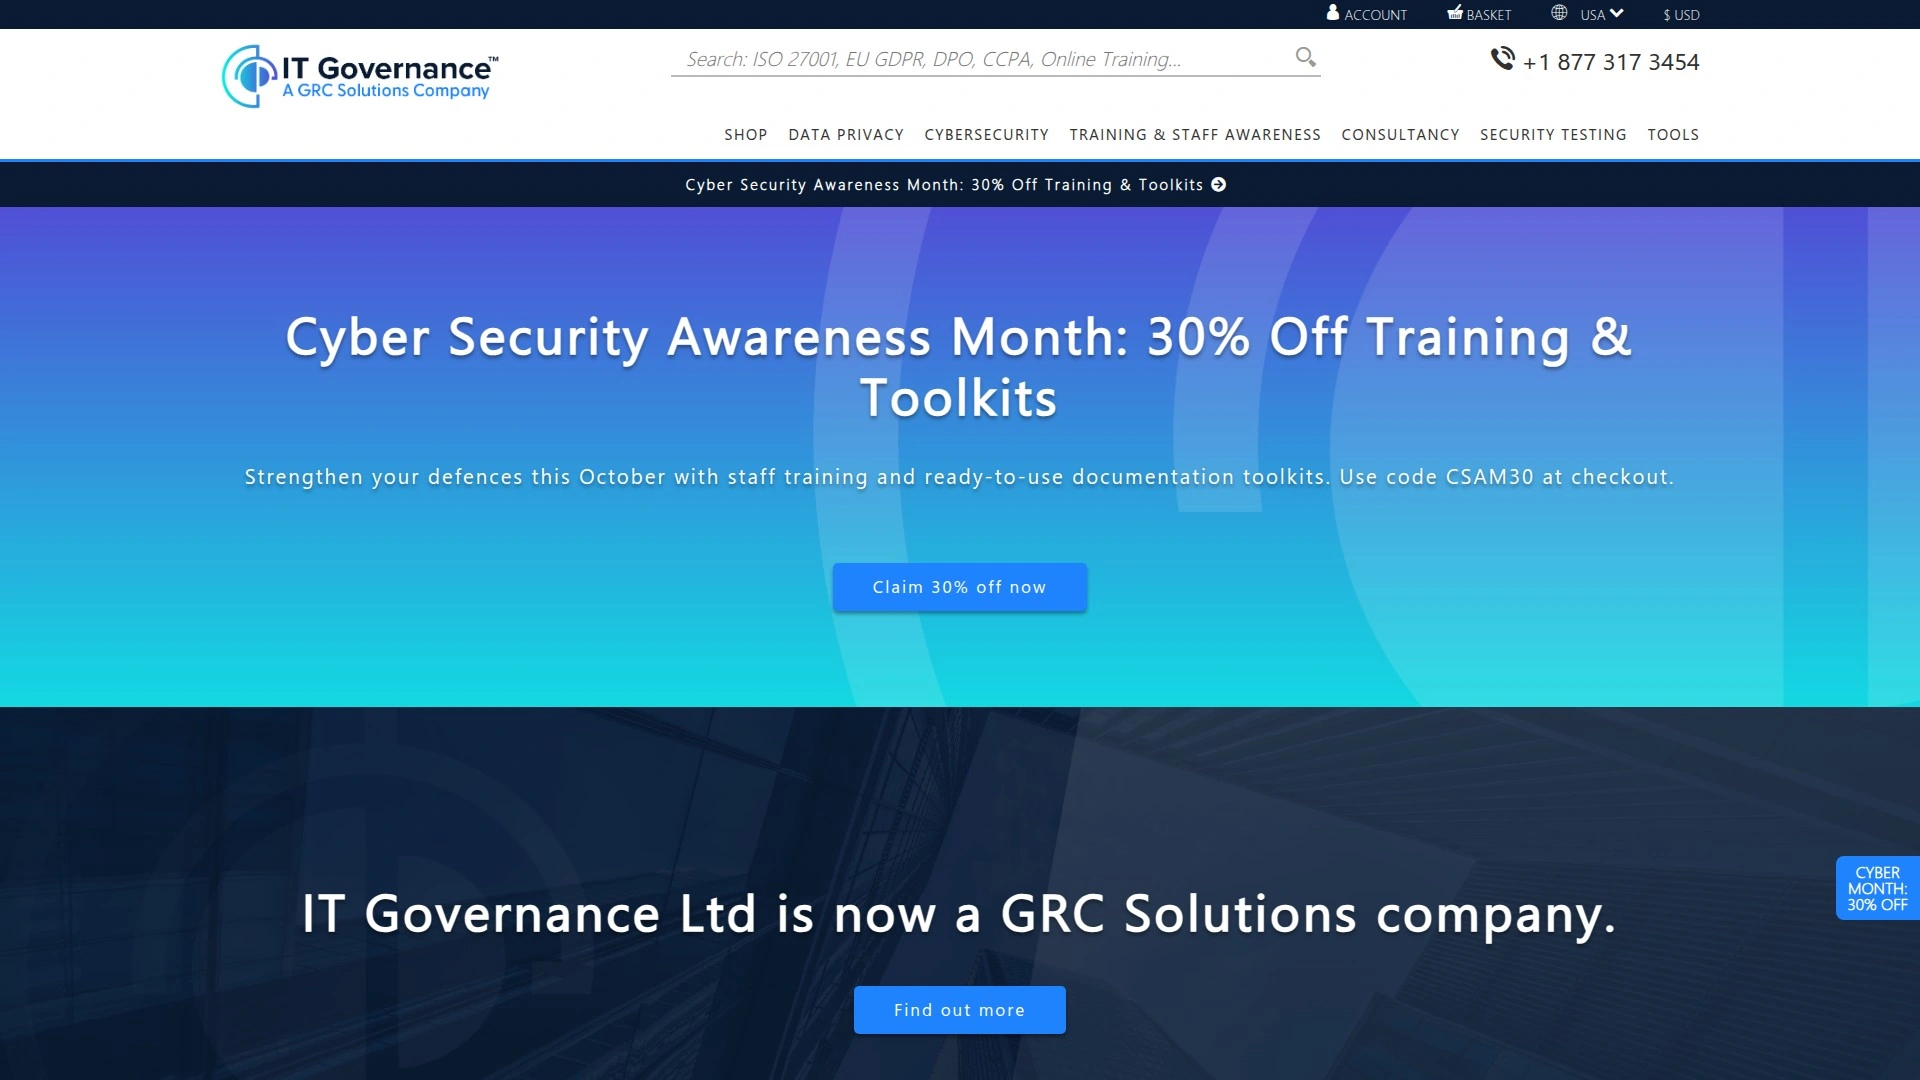 ACCOUNT BASKET USA $ USD
IT Governance™
A GRC Solutions Company
Search: ISO 27001, EU GDPR, DPO, CCPA, Online Training...
+1 877 317 3454
SHOP DATA PRIVACY CYBERSECURITY TRAINING & STAFF AWARENESS CONSULTANCY SECURITY TESTING TOOLS
Cyber Security Awareness Month: 30% Off Training & Toolkits
Cyber Security Awareness Month: 30% Off Training &
Toolkits
Strengthen your defences this October with staff training and ready-to-use documentation toolkits. Use code CSAM30 at checkout.
Claim 30% off now
IT Governance Ltd is now a GRC Solutions company.
Find out more
CYBER
MONTH:
30% OFF